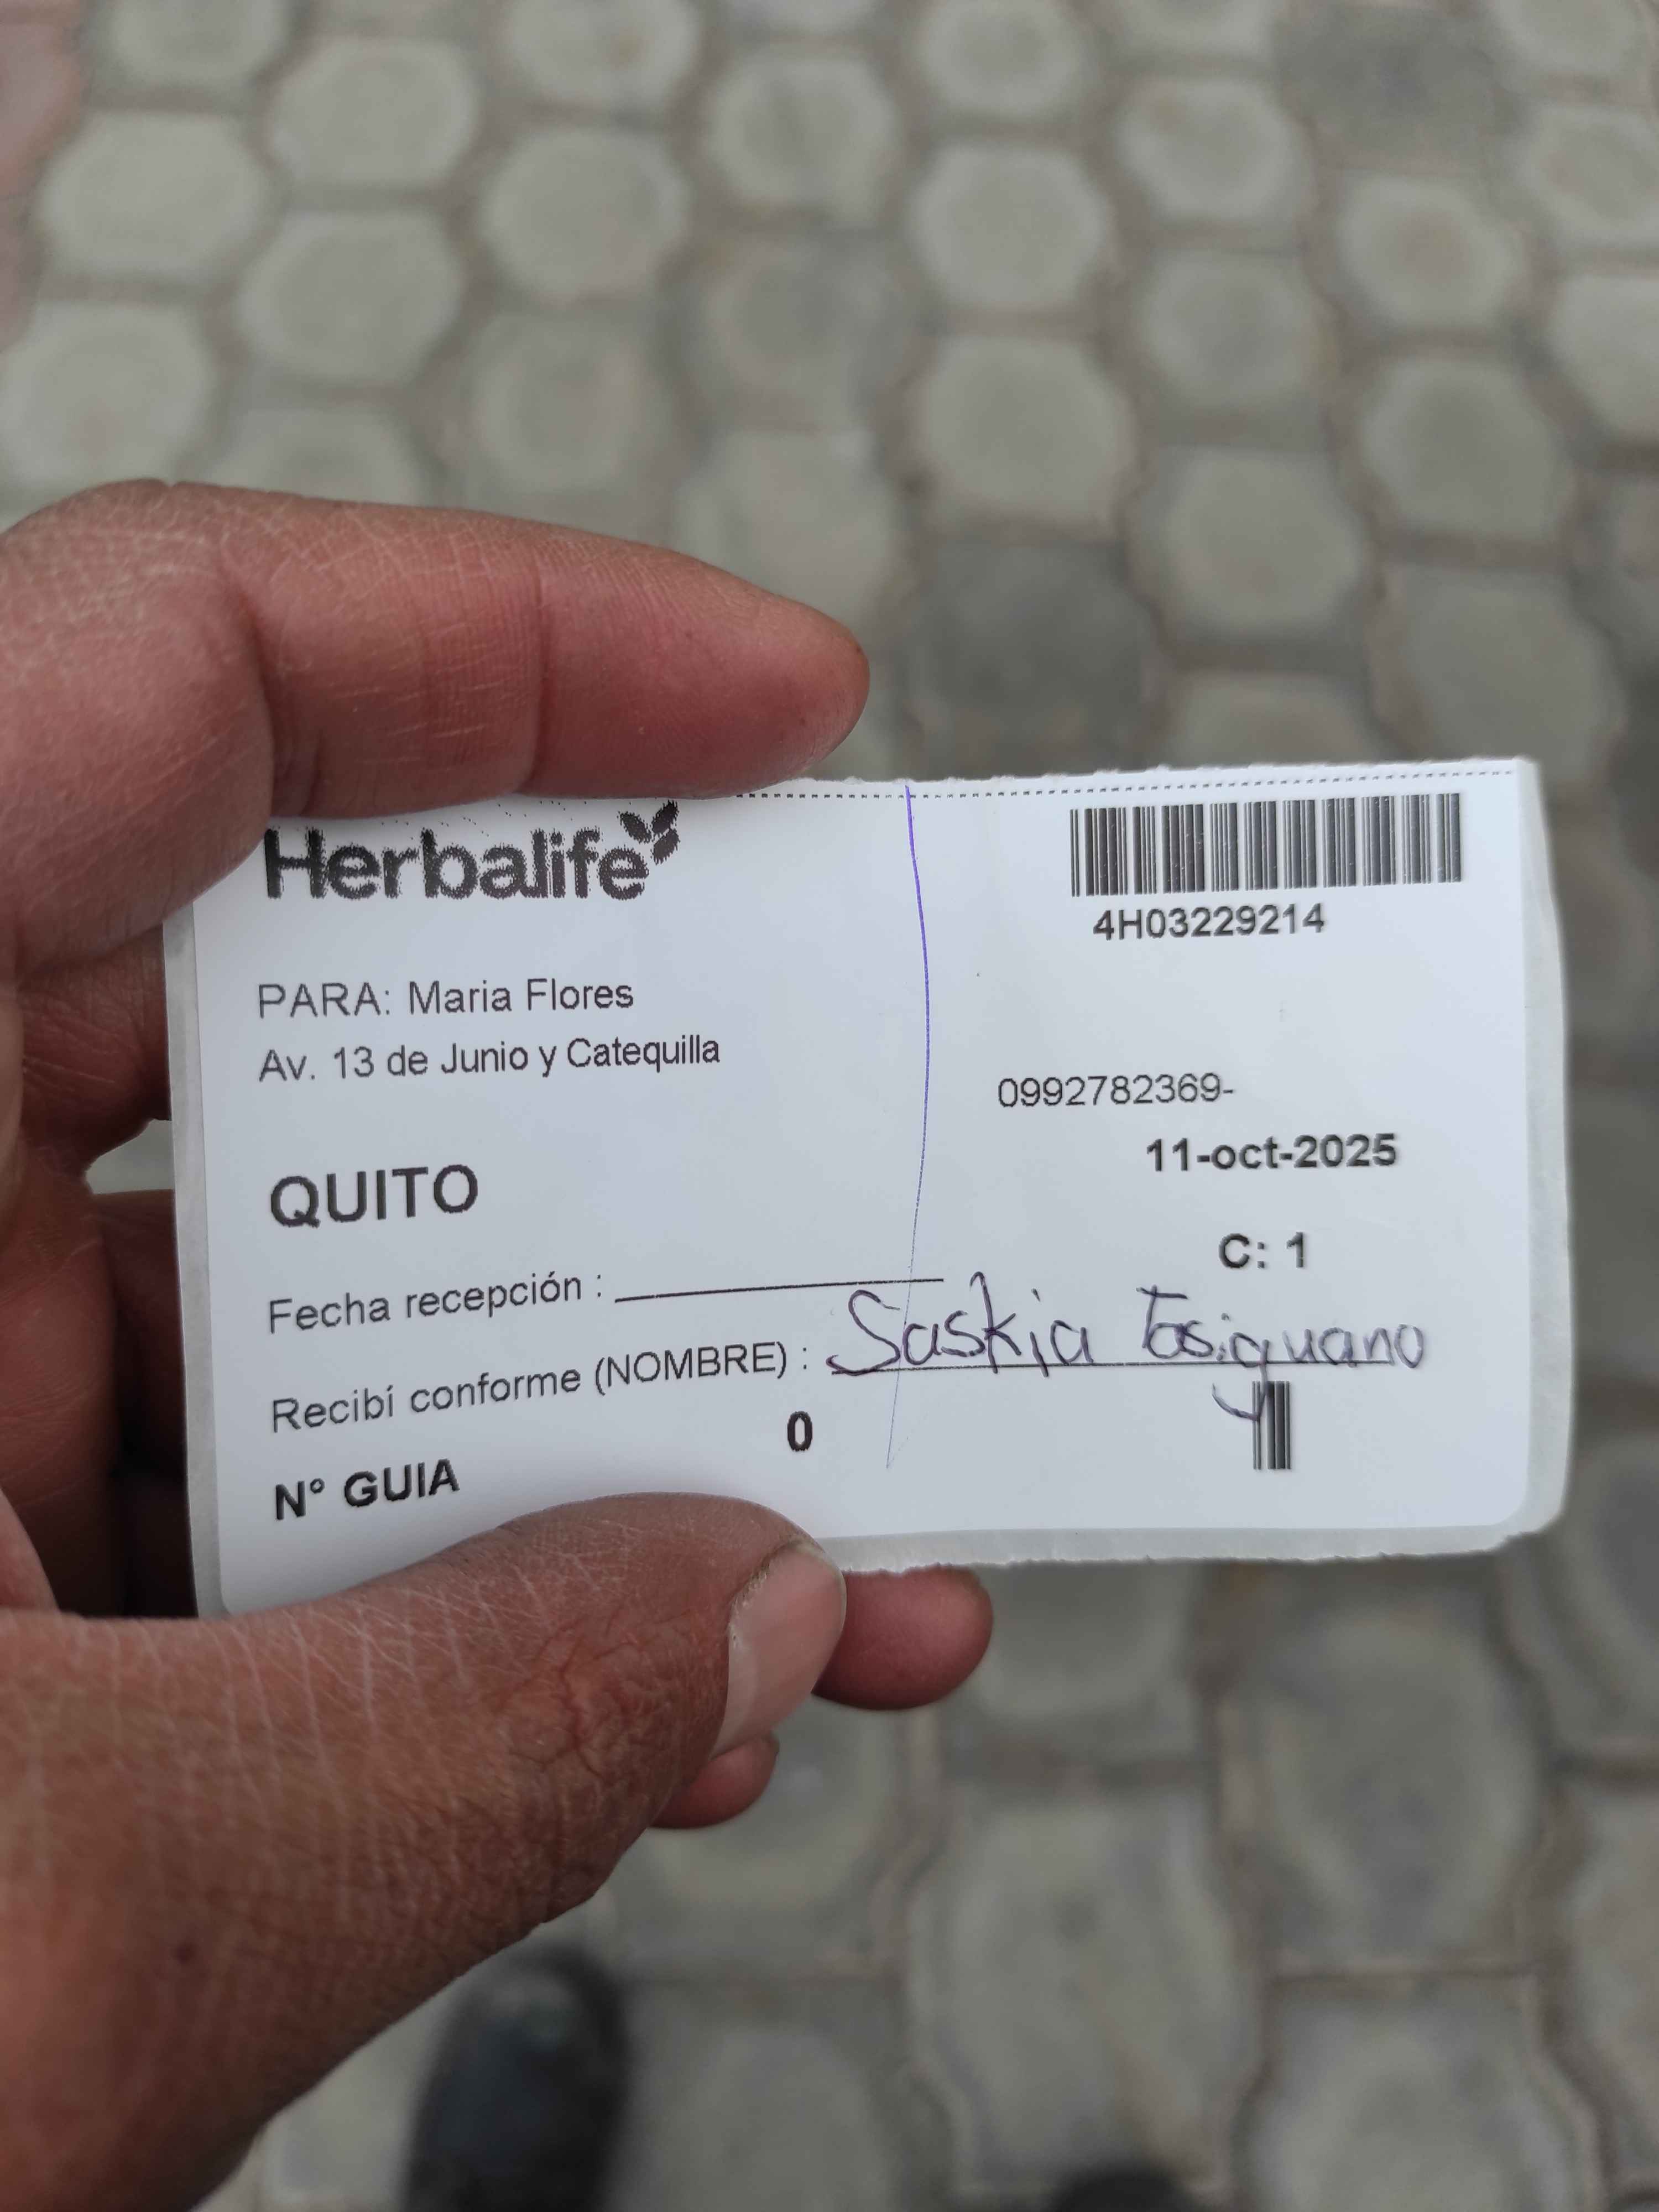 Herbalife
4H03229214
PARA: Maria Flores
Av. 13 de Junio y Catequilla
0992782369-
11-oct-2025
QUITO
C: 1
Fecha recepción :
Recibí conforme (NOMBRE) : Saskia
N° GUIA 0